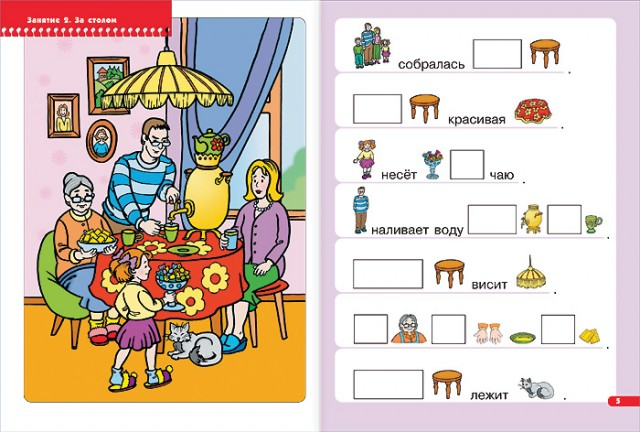 Занятие 2. За столом
собралась .
красивая .
несёт чаю .
наливает воду .
висит .
.
лежит .
5